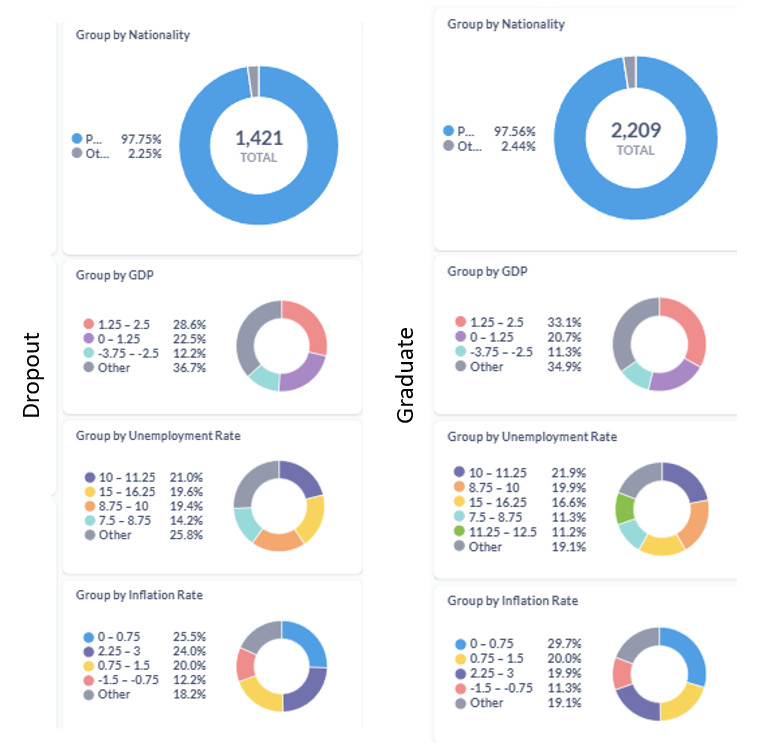 Dropout
Group by Nationality
P... 97.75%
Ot... 2.25%
1,421
TOTAL
Group by GDP
1.25 – 2.5 28.6%
0 – 1.25 22.5%
-3.75 – -2.5 12.2%
Other 36.7%
Group by Unemployment Rate
10 – 11.25 21.0%
15 – 16.25 19.6%
8.75 – 10 19.4%
7.5 – 8.75 14.2%
Other 25.8%
Group by Inflation Rate
0 – 0.75 25.5%
2.25 – 3 24.0%
0.75 – 1.5 20.0%
-1.5 – -0.75 12.2%
Other 18.2%
Graduate
Group by Nationality
P... 97.56%
Ot... 2.44%
2,209
TOTAL
Group by GDP
1.25 – 2.5 33.1%
0 – 1.25 20.7%
-3.75 – -2.5 11.3%
Other 34.9%
Group by Unemployment Rate
10 – 11.25 21.9%
8.75 – 10 19.9%
15 – 16.25 16.6%
7.5 – 8.75 11.3%
11.25 – 12.5 11.2%
Other 19.1%
Group by Inflation Rate
0 – 0.75 29.7%
0.75 – 1.5 20.0%
2.25 – 3 19.9%
-1.5 – -0.75 11.3%
Other 19.1%